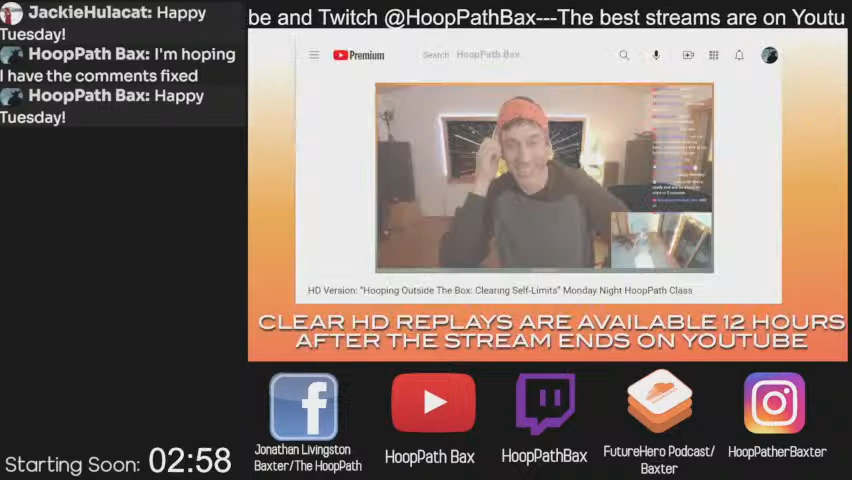 JackieHulacat: Happy
Tuesday!
HoopPath Bax: I'm hoping
I have the comments fixed
HoopPath Bax: Happy
Tuesday!
be and Twitch @HoopPathBax---The best streams are on Youtu
Premium
Search
HoopPath Bax
HD Version: "Hooping Outside The Box: Clearing Self-Limits" Monday Night HoopPath Class
CLEAR HD REPLAYS ARE AVAILABLE 12 HOURS
AFTER THE STREAM ENDS ON YOUTUBE
Jonathan Livingston
Baxter/The HoopPath
HoopPath Bax
HoopPathBax
FutureHero Podcast/
Baxter
HoopPatherBaxter
Starting Soon: 02:58